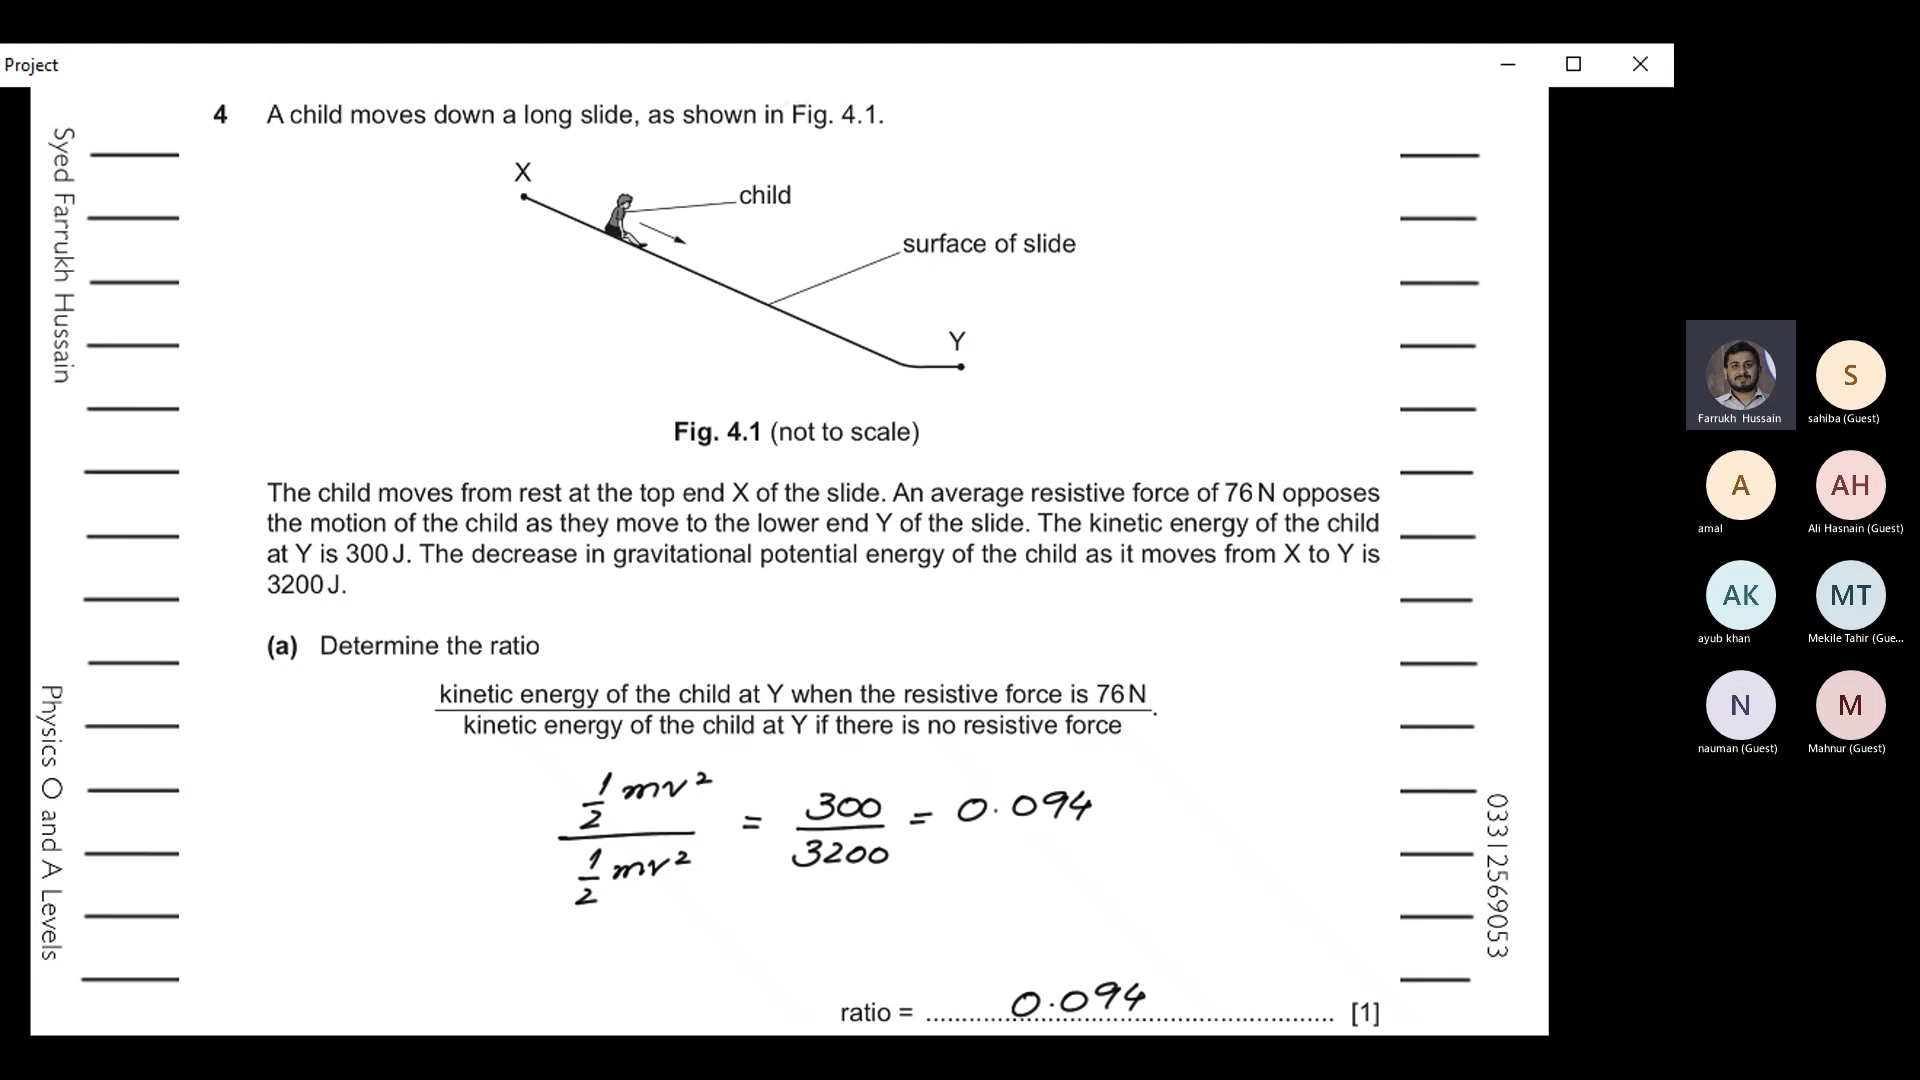 Project
4 A child moves down a long slide, as shown in Fig. 4.1.
X
child
surface of slide
Y
Fig. 4.1 (not to scale)
The child moves from rest at the top end X of the slide. An average resistive force of 76 N opposes
the motion of the child as they move to the lower end Y of the slide. The kinetic energy of the child
at Y is 300 J. The decrease in gravitational potential energy of the child as it moves from X to Y is
3200 J.
(a) Determine the ratio
kinetic energy of the child at Y when the resistive force is 76 N
kinetic energy of the child at Y if there is no resistive force
.
1/2 mv² / 1/2 mv² = 300/3200 = 0.094
ratio = 0.094 [1]
Syed Farrukh Hussain
Physics O and A Levels
03312569053
Farrukh Hussain
S
sahiba (Guest)
A
amal
AH
Ali Hasnain (Guest)
AK
ayub khan
MT
Mekile Tahir (Gue...
N
nauman (Guest)
M
Mahnur (Guest)